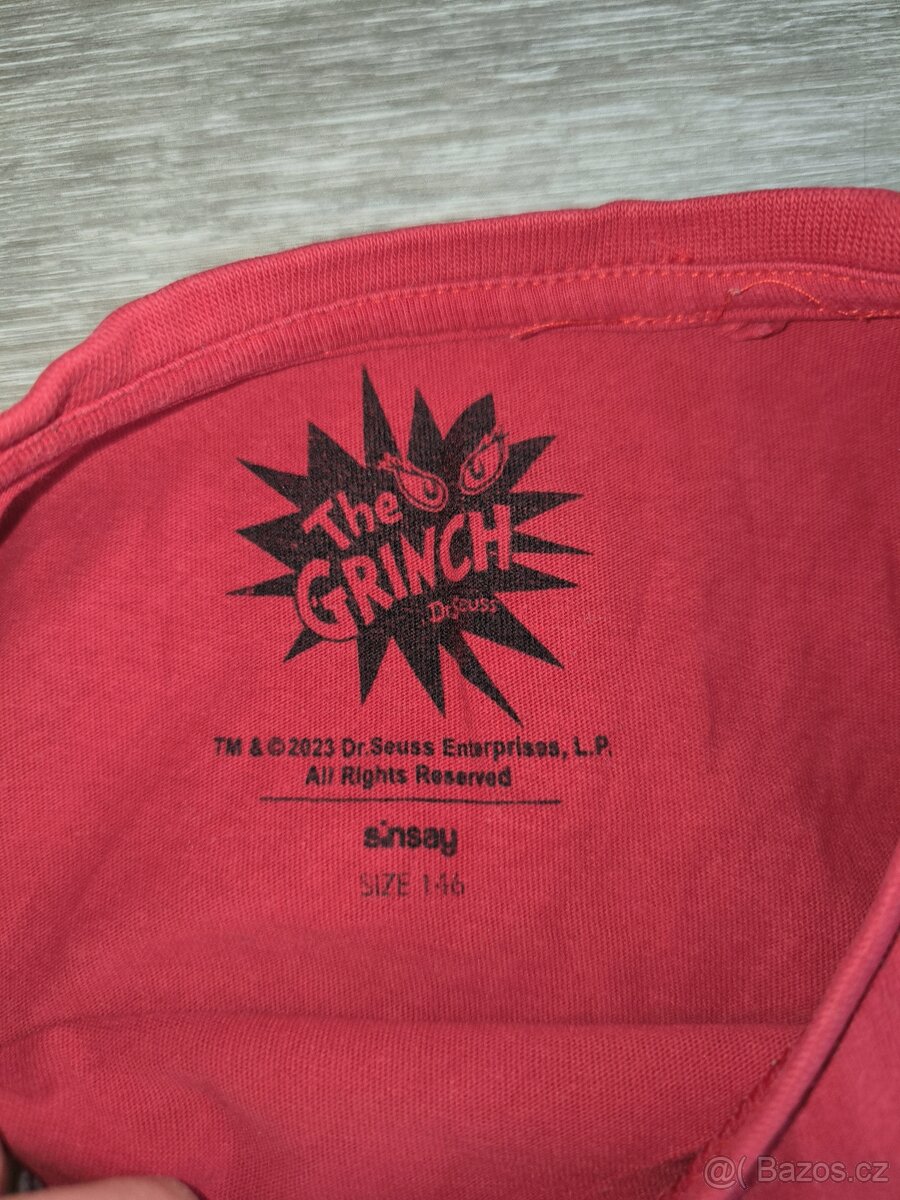 The
GRINCH
Dr. Seuss
TM & © 2023 Dr.Seuss Enterprises, L.P.
All Rights Reserved
sinsay
SIZE 146
@( Bazos.cz